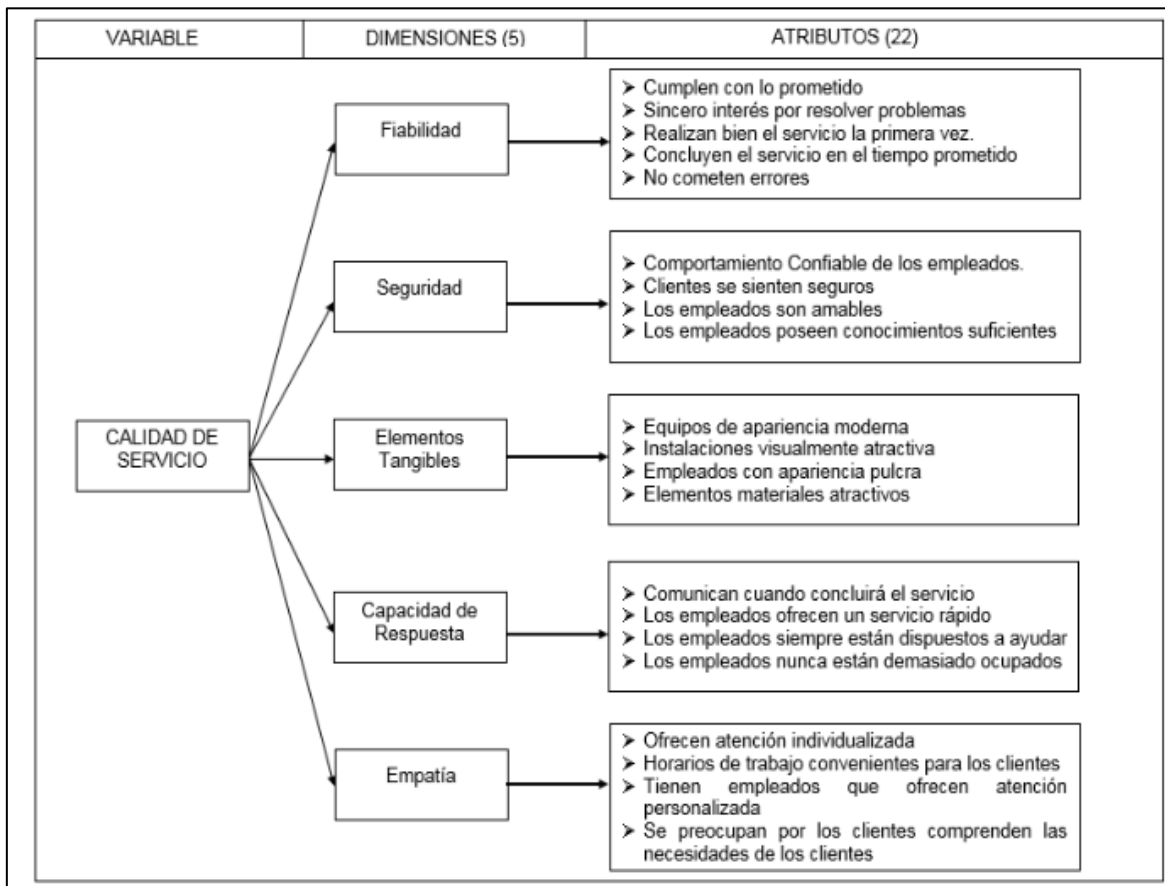 VARIABLE
DIMENSIONES (5)
ATRIBUTOS (22)
CALIDAD DE
SERVICIO
Fiabilidad
➤ Cumplen con lo prometido
➤ Sincero interés por resolver problemas
➤ Realizan bien el servicio la primera vez.
➤ Concluyen el servicio en el tiempo prometido
➤ No cometen errores
Seguridad
➤ Comportamiento Confiable de los empleados.
➤ Clientes se sienten seguros
➤ Los empleados son amables
➤ Los empleados poseen conocimientos suficientes
Elementos
Tangibles
➤ Equipos de apariencia moderna
➤ Instalaciones visualmente atractiva
➤ Empleados con apariencia pulcra
➤ Elementos materiales atractivos
Capacidad de
Respuesta
➤ Comunican cuando concluirá el servicio
➤ Los empleados ofrecen un servicio rápido
➤ Los empleados siempre están dispuestos a ayudar
➤ Los empleados nunca están demasiado ocupados
Empatía
➤ Ofrecen atención individualizada
➤ Horarios de trabajo convenientes para los clientes
➤ Tienen empleados que ofrecen atención
personalizada
➤ Se preocupan por los clientes comprenden las
necesidades de los clientes